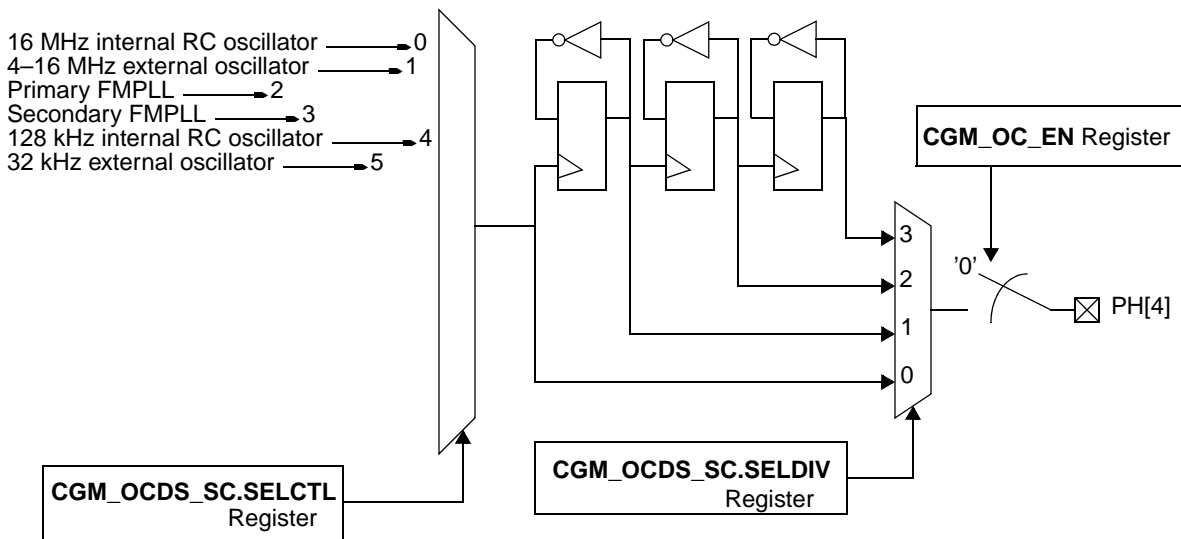 16 MHz internal RC oscillator 0
4–16 MHz external oscillator 1
Primary FMPLL 2
Secondary FMPLL 3
128 kHz internal RC oscillator 4
32 kHz external oscillator 5
CGM_OC_EN Register
3
2
1
0
’0’
PH[4]
CGM_OCDS_SC.SELCTL
Register
CGM_OCDS_SC.SELDIV
Register